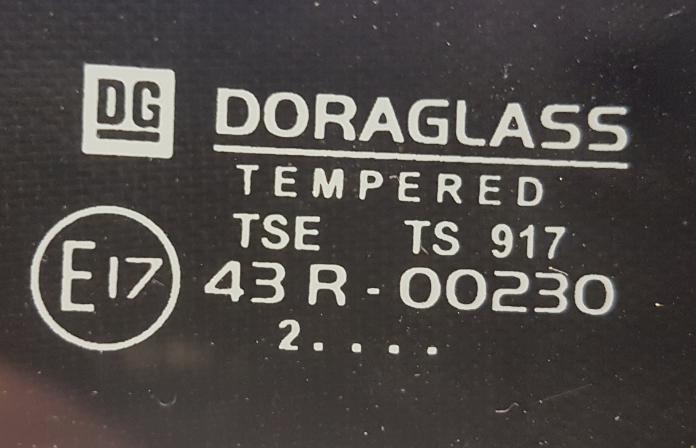 DG DORAGLASS
TEMPERED
TSE TS 917
E17 43 R - 00230
2. . . .